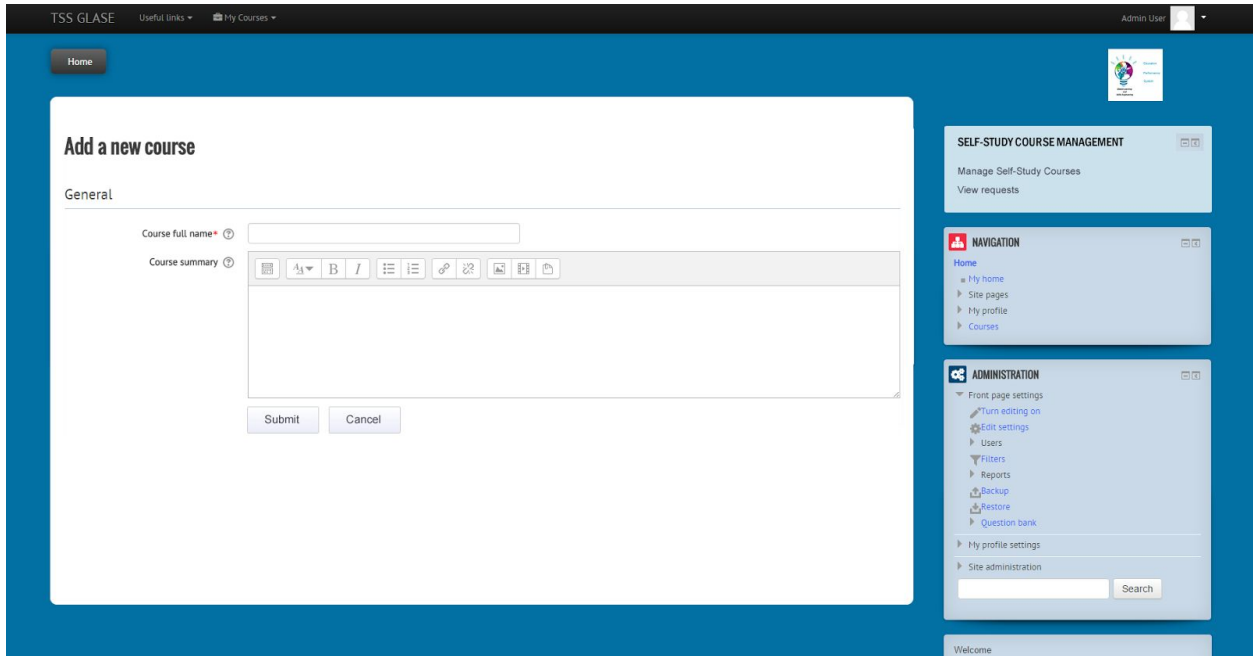 TSS GLASE Useful links My Courses Admin User
Home
Add a new course
General
Course full name*
Course summary
A B I
Submit Cancel
SELF-STUDY COURSE MANAGEMENT
Manage Self-Study Courses
View requests
NAVIGATION
Home
My home
Site pages
My profile
Courses
ADMINISTRATION
Front page settings
Turn editing on
Edit settings
Users
Filters
Reports
Backup
Restore
Question bank
My profile settings
Site administration
Search
Welcome